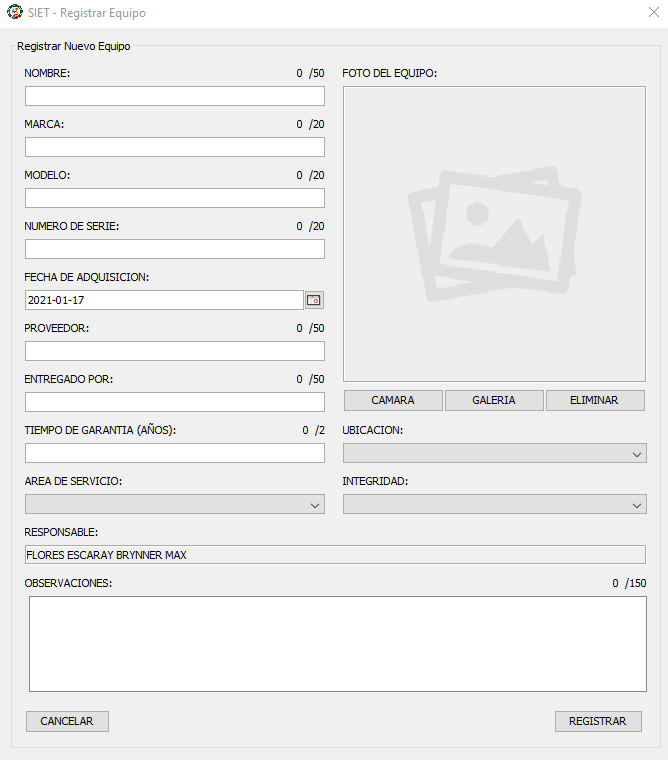 SIET - Registrar Equipo
Registrar Nuevo Equipo
NOMBRE: 0 /50
MARCA: 0 /20
MODELO: 0 /20
NUMERO DE SERIE: 0 /20
FECHA DE ADQUISICION:
2021-01-17
PROVEEDOR: 0 /50
ENTREGADO POR: 0 /50
TIEMPO DE GARANTIA (AÑOS): 0 /2
AREA DE SERVICIO:
FOTO DEL EQUIPO:
CAMARA GALERIA ELIMINAR
UBICACION:
INTEGRIDAD:
RESPONSABLE:
FLORES ESCARAY BRYNNER MAX
OBSERVACIONES: 0 /150
CANCELAR REGISTRAR